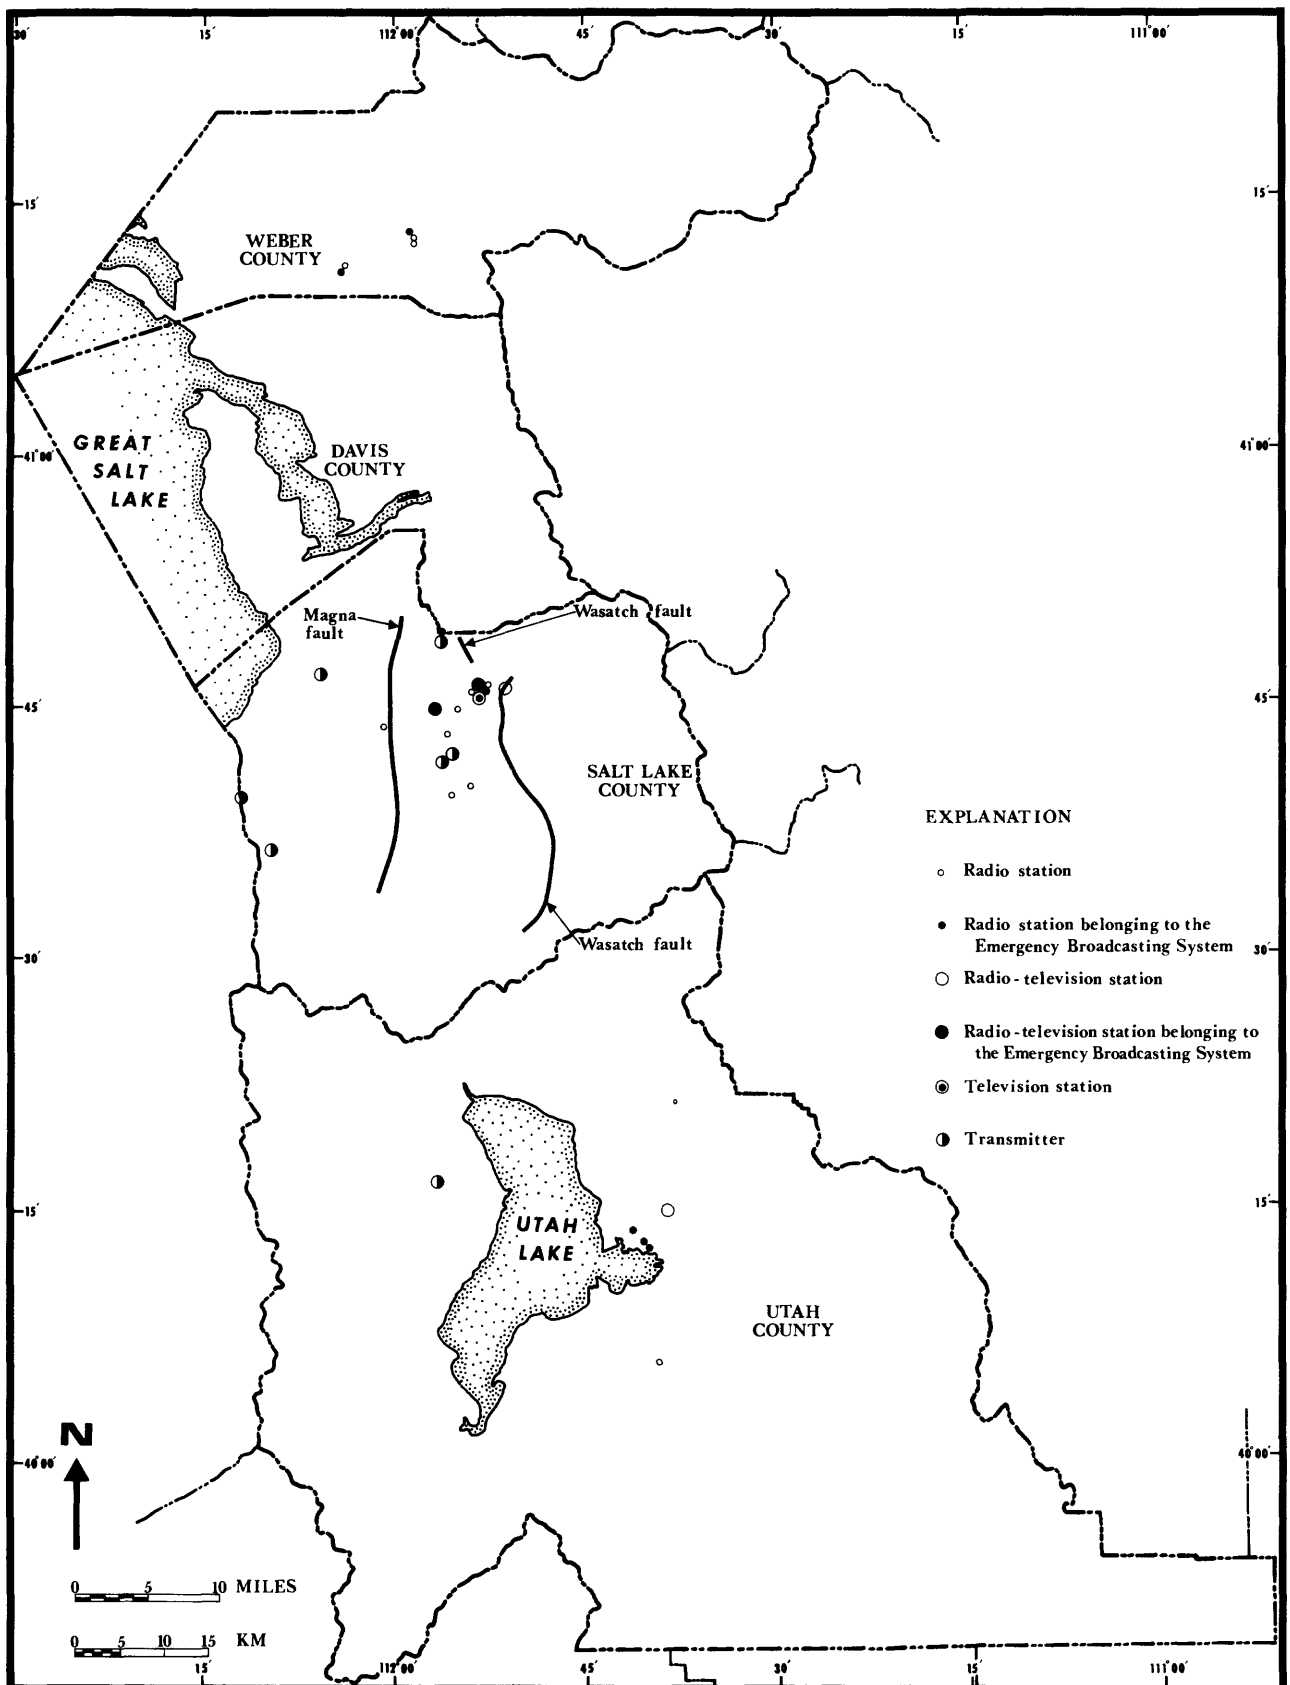 30′ 15′ 112°00′ 45′ 30′ 15′ 111°00′
15′ 15′
WEBER
COUNTY
GREAT
SALT
LAKE
DAVIS
COUNTY
41°00′ 41°00′
Magna
fault
Wasatch fault
45′ 45′
SALT LAKE
COUNTY
Wasatch fault
30′ 30′
EXPLANATION
Radio station
Radio station belonging to the
Emergency Broadcasting System
Radio-television station
Radio-television station belonging to
the Emergency Broadcasting System
Television station
Transmitter
15′ 15′
UTAH
LAKE
UTAH
COUNTY
N
40°00′ 40°00′
0 5 10 MILES
0 5 10 15 KM
15′ 112°00′ 45′ 30′ 15′ 111°00′